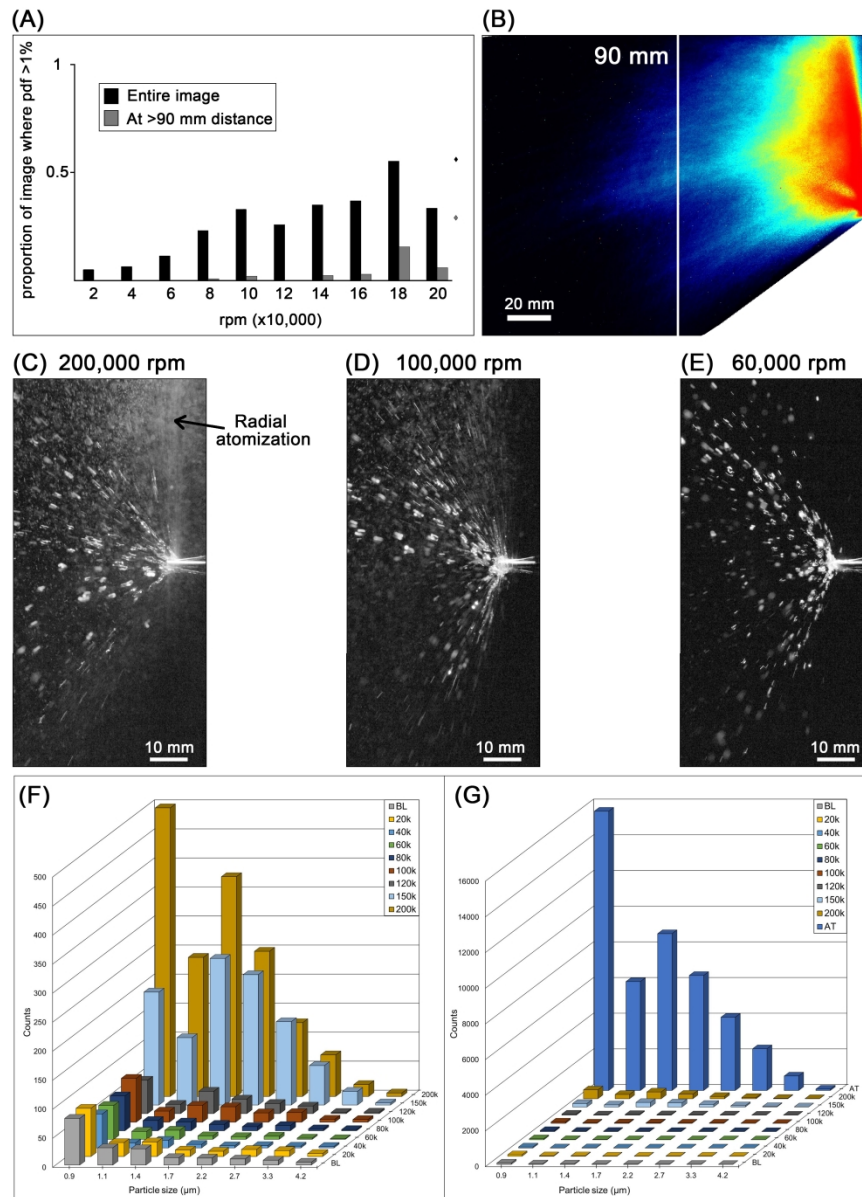 (A)
proportion of image where pdf >1%
1
0.5
Entire image
At >90 mm distance
2 4 6 8 10 12 14 16 18 20
rpm (x10,000)
(B)
90 mm
20 mm
(C) 200,000 rpm
Radial
atomization
10 mm
(D) 100,000 rpm
10 mm
(E) 60,000 rpm
10 mm
(F)
BL
20k
40k
60k
80k
100k
120k
150k
200k
500
450
400
350
300
250
200
150
100
50
0
Counts
0.9 1.1 1.4 1.7 2.2 2.7 3.3 4.2
Particle size (µm)
200k
150k
120k
100k
80k
60k
40k
20k
BL
(G)
BL
20k
40k
60k
80k
100k
120k
150k
200k
AT
16000
14000
12000
10000
8000
6000
4000
2000
0
Counts
0.9 1.1 1.4 1.7 2.2 2.7 3.3 4.2
Particle size (µm)
AT
200k
150k
120k
100k
80k
60k
40k
20k
BL